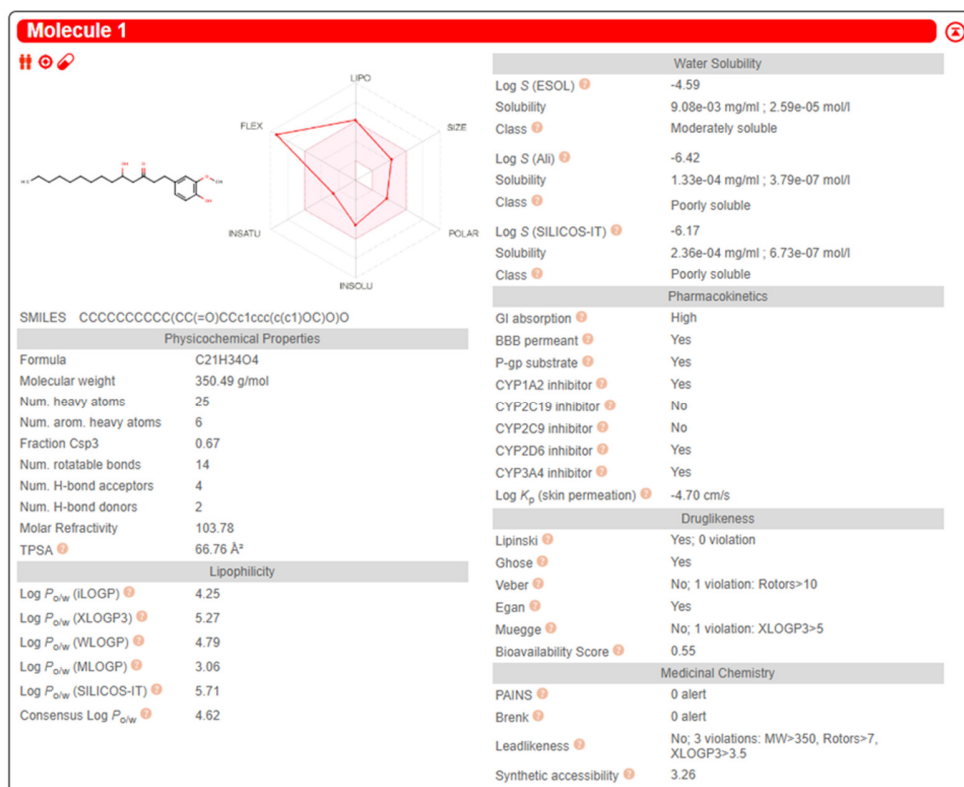 Molecule 1
LIPO
FLEX
SIZE
INSATU
POLAR
INSOLU
SMILES CCCCCCCCCC(CC(=O)CCc1ccc(c(c1)OC)O)O
Physicochemical Properties
Formula C21H34O4
Molecular weight 350.49 g/mol
Num. heavy atoms 25
Num. arom. heavy atoms 6
Fraction Csp3 0.67
Num. rotatable bonds 14
Num. H-bond acceptors 4
Num. H-bond donors 2
Molar Refractivity 103.78
TPSA ? 66.76 Å²
Lipophilicity
Log Po/w (iLOGP) ? 4.25
Log Po/w (XLOGP3) ? 5.27
Log Po/w (WLOGP) ? 4.79
Log Po/w (MLOGP) ? 3.06
Log Po/w (SILICOS-IT) ? 5.71
Consensus Log Po/w ? 4.62
Water Solubility
Log S (ESOL) ? -4.59
Solubility 9.08e-03 mg/ml ; 2.59e-05 mol/l
Class ? Moderately soluble
Log S (Ali) ? -6.42
Solubility 1.33e-04 mg/ml ; 3.79e-07 mol/l
Class ? Poorly soluble
Log S (SILICOS-IT) ? -6.17
Solubility 2.36e-04 mg/ml ; 6.73e-07 mol/l
Class ? Poorly soluble
Pharmacokinetics
GI absorption ? High
BBB permeant ? Yes
P-gp substrate ? Yes
CYP1A2 inhibitor ? Yes
CYP2C19 inhibitor ? No
CYP2C9 inhibitor ? No
CYP2D6 inhibitor ? Yes
CYP3A4 inhibitor ? Yes
Log Kp (skin permeation) ? -4.70 cm/s
Druglikeness
Lipinski ? Yes; 0 violation
Ghose ? Yes
Veber ? No; 1 violation: Rotors>10
Egan ? Yes
Muegge ? No; 1 violation: XLOGP3>5
Bioavailability Score ? 0.55
Medicinal Chemistry
PAINS ? 0 alert
Brenk ? 0 alert
Leadlikeness ? No; 3 violations: MW>350, Rotors>7,
XLOGP3>3.5
Synthetic accessibility ? 3.26